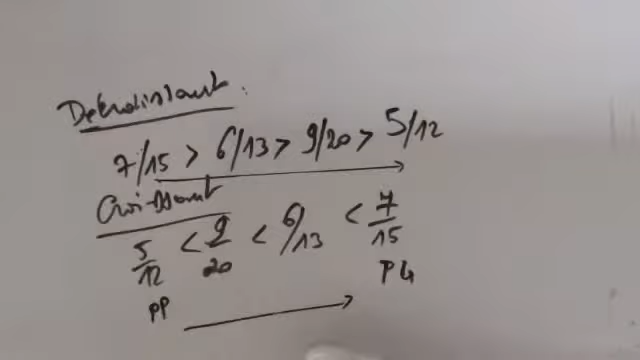 Décroissant.
7/15 > 6/13 > 9/20 > 5/12
Croissant
5/12 < 9/20 < 6/13 < 7/15
PP PG